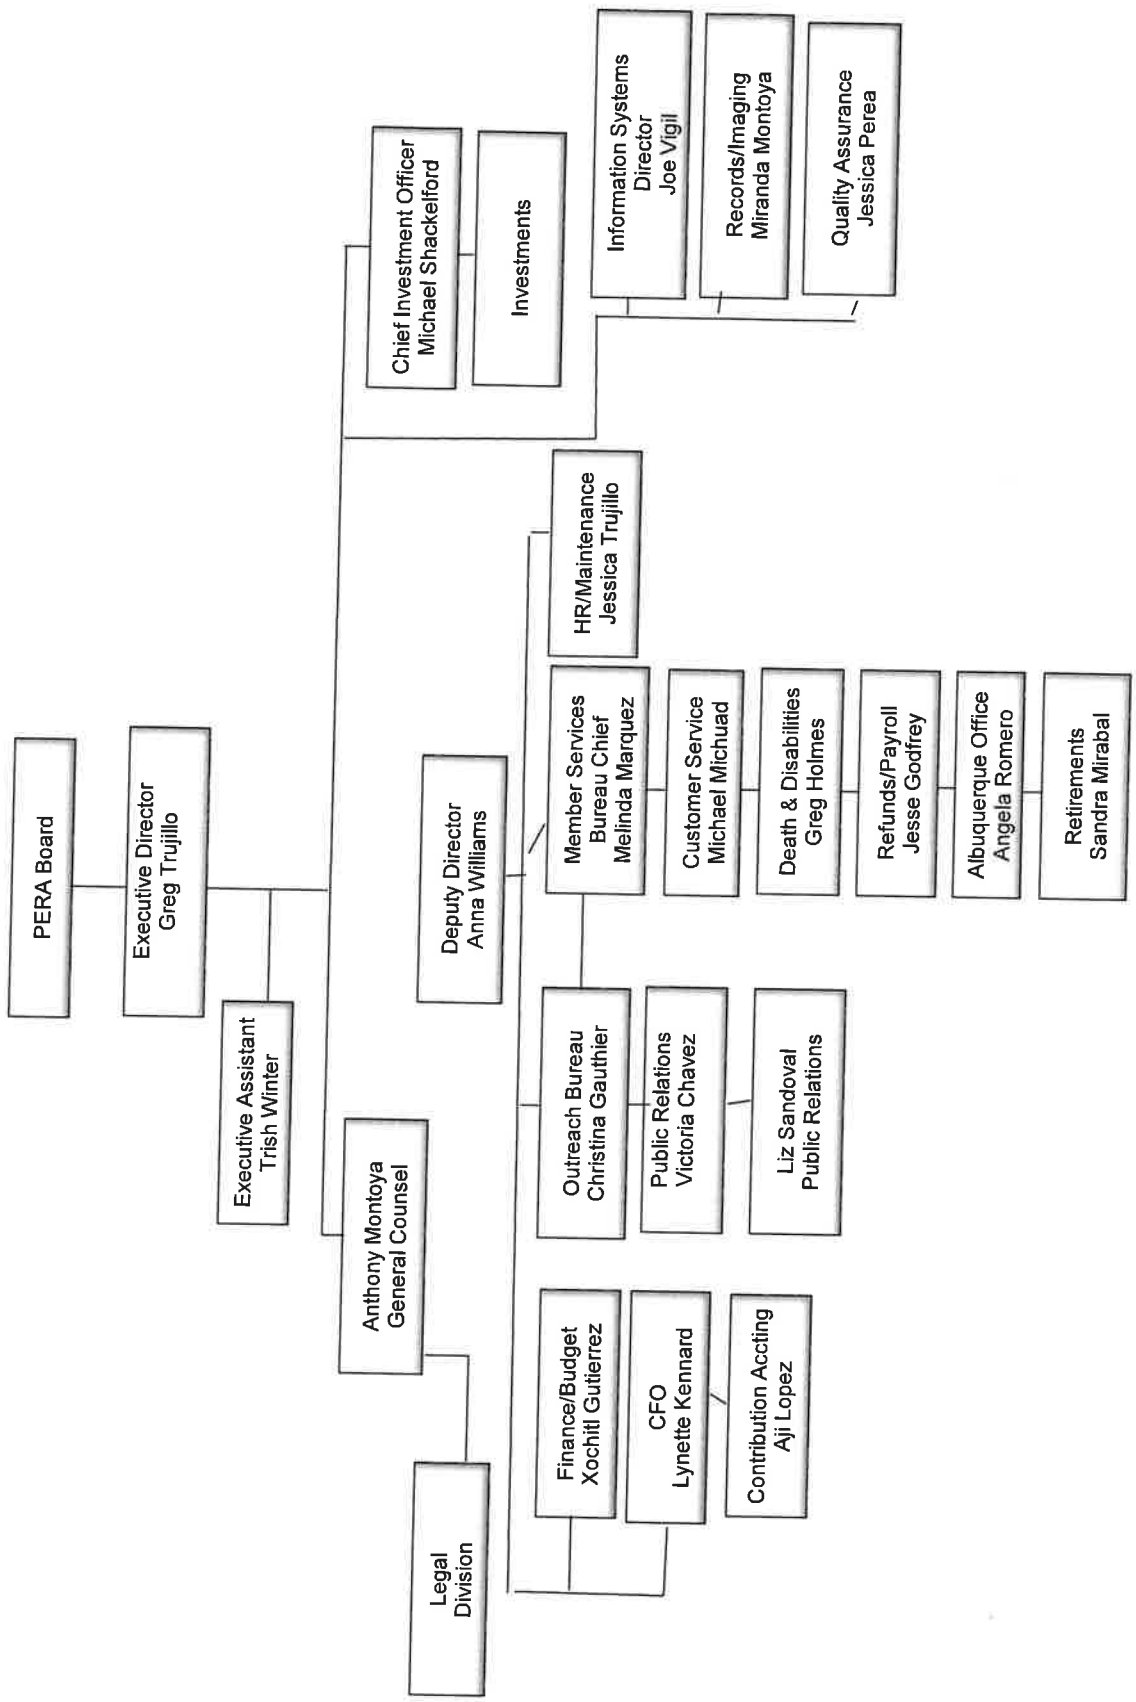 PERA Board
Executive Director
Greg Trujillo
Executive Assistant
Trish Winter
Anthony Montoya
General Counsel
Chief Investment Officer
Michael Shackelford
Legal
Division
Deputy Director
Anna Williams
Investments
Finance/Budget
Xochitl Gutierrez
CFO
Lynette Kennard
Contribution Accting
Aji Lopez
Outreach Bureau
Christina Gauthier
Public Relations
Victoria Chavez
Liz Sandoval
Public Relations
Member Services
Bureau Chief
Melinda Marquez
Customer Service
Michael Michuad
Death & Disabilities
Greg Holmes
Refunds/Payroll
Jesse Godfrey
Albuquerque Office
Angela Romero
Retirements
Sandra Mirabal
HR/Maintenance
Jessica Trujillo
Information Systems
Director
Joe Vigil
Records/Imaging
Miranda Montoya
Quality Assurance
Jessica Perea